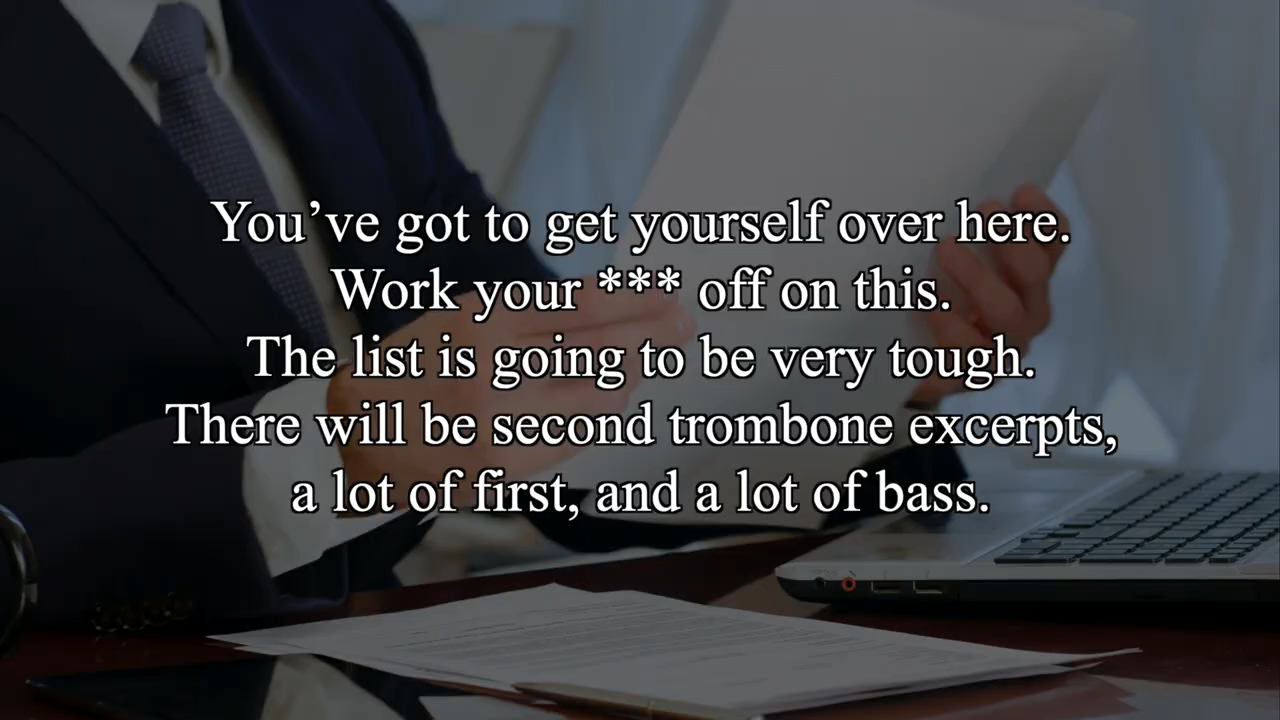 You’ve got to get yourself over here.
Work your *** off on this.
The list is going to be very tough.
There will be second trombone excerpts,
a lot of first, and a lot of bass.